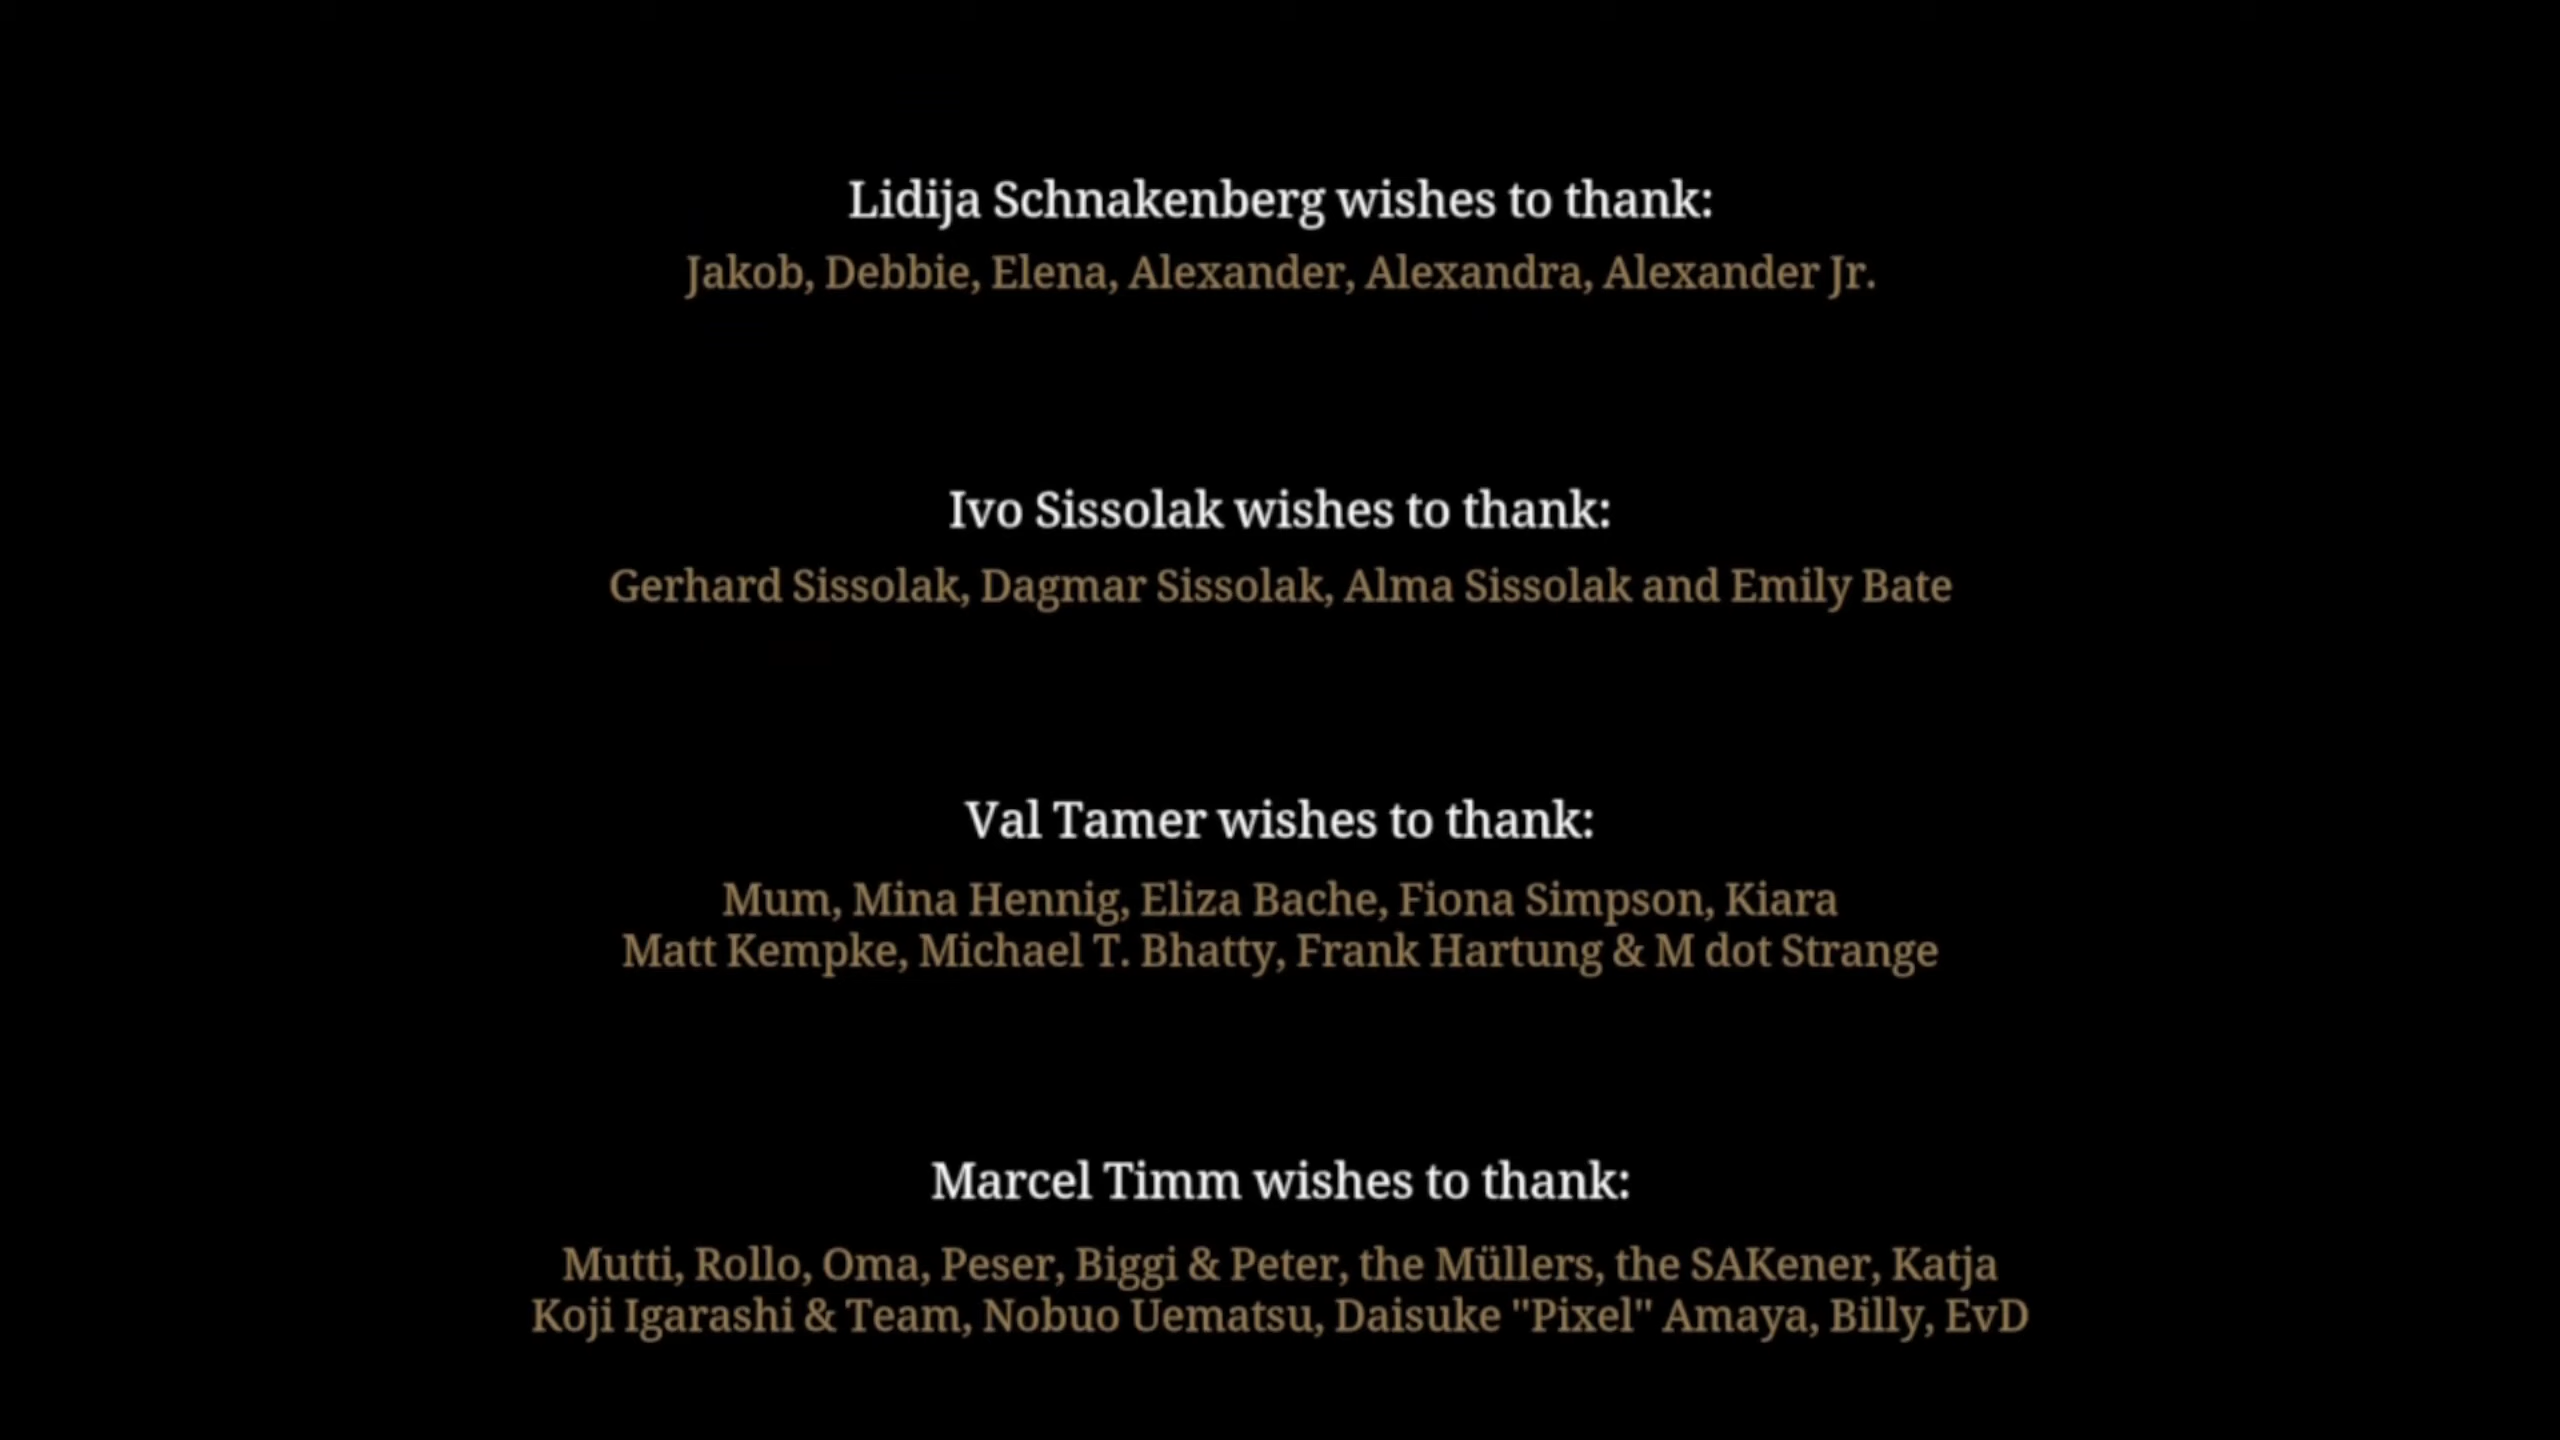 Lidija Schnakenberg wishes to thank:
Jakob, Debbie, Elena, Alexander, Alexandra, Alexander Jr.
Ivo Sissolak wishes to thank:
Gerhard Sissolak, Dagmar Sissolak, Alma Sissolak and Emily Bate
Val Tamer wishes to thank:
Mum, Mina Hennig, Eliza Bache, Fiona Simpson, Kiara
Matt Kempke, Michael T. Bhatty, Frank Hartung & M dot Strange
Marcel Timm wishes to thank:
Mutti, Rollo, Oma, Peser, Biggi & Peter, the Müllers, the SAKener, Katja
Koji Igarashi & Team, Nobuo Uematsu, Daisuke "Pixel" Amaya, Billy, EvD